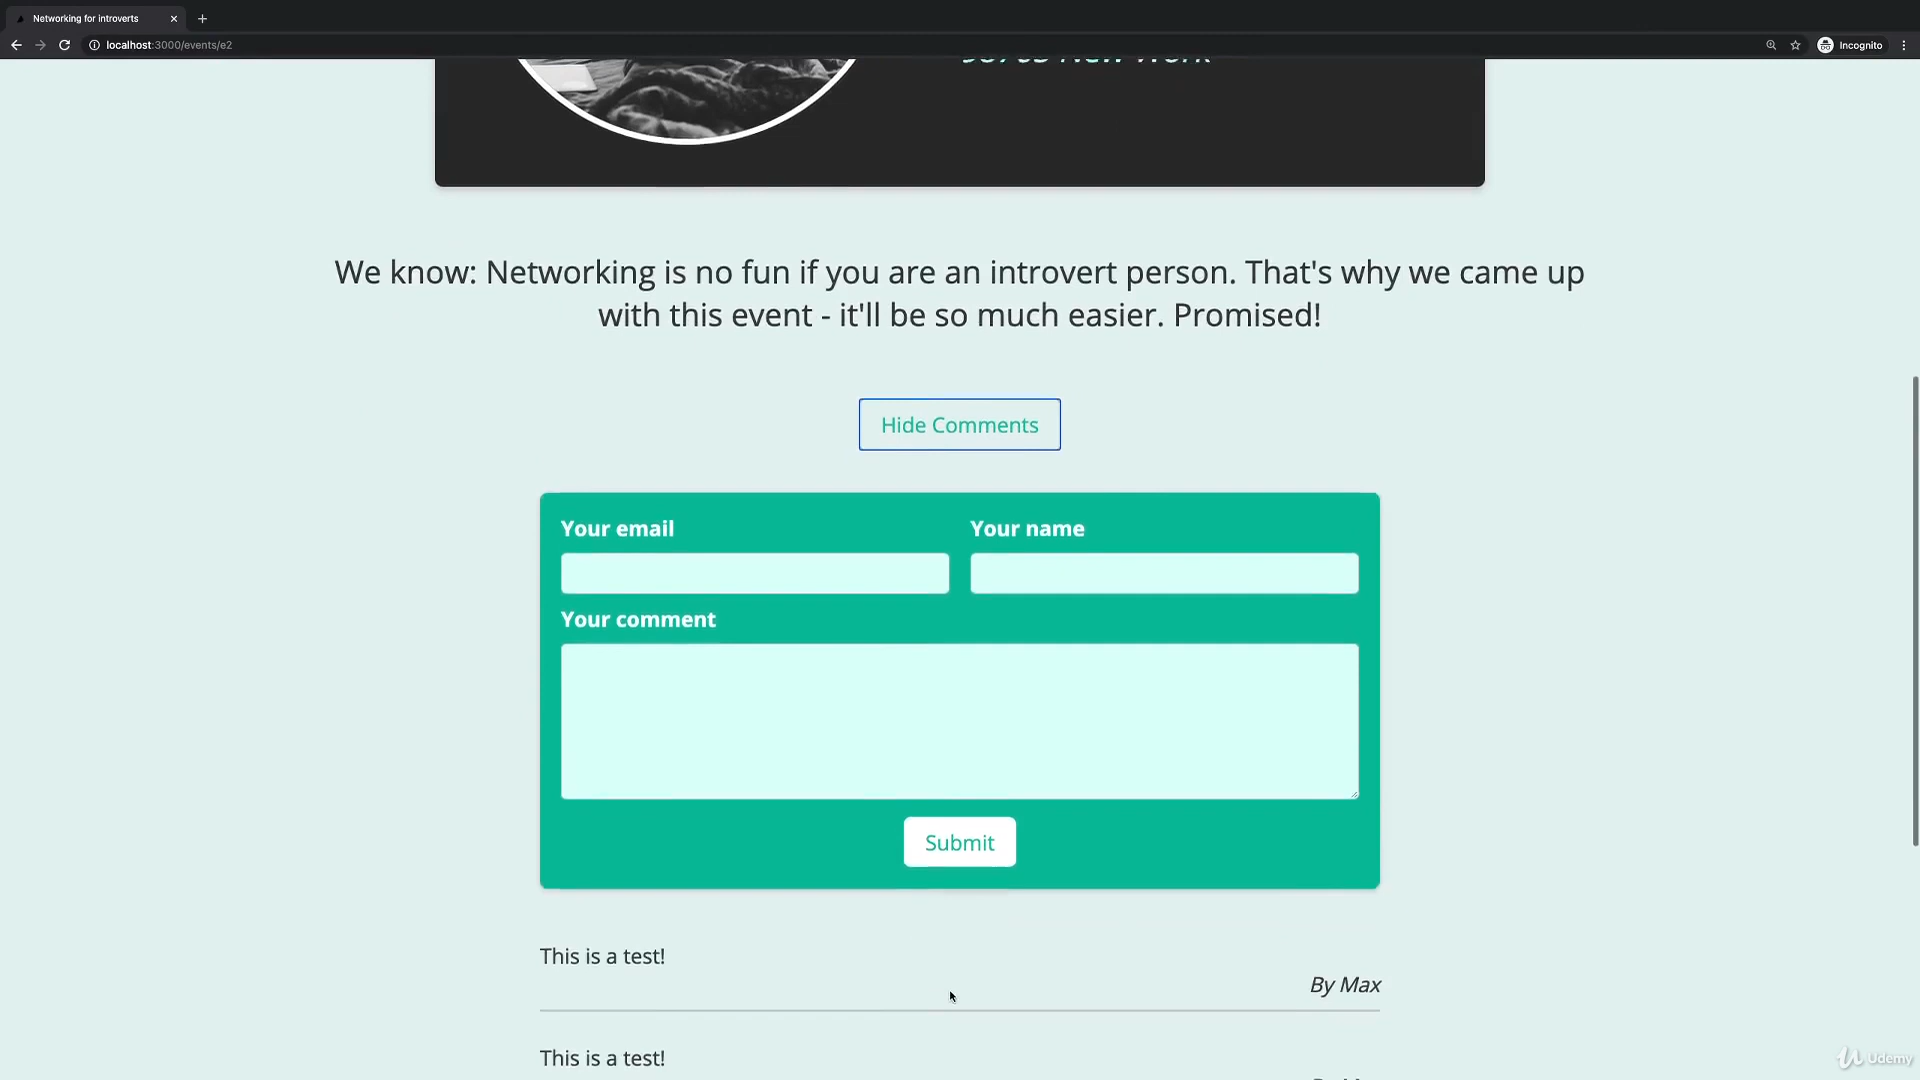 Networking for introverts
localhost:3000/events/e2
Incognito
We know: Networking is no fun if you are an introvert person. That's why we came up
with this event - it'll be so much easier. Promised!
Hide Comments
Your email
Your name
Your comment
Submit
This is a test!
By Max
This is a test!
Udemy